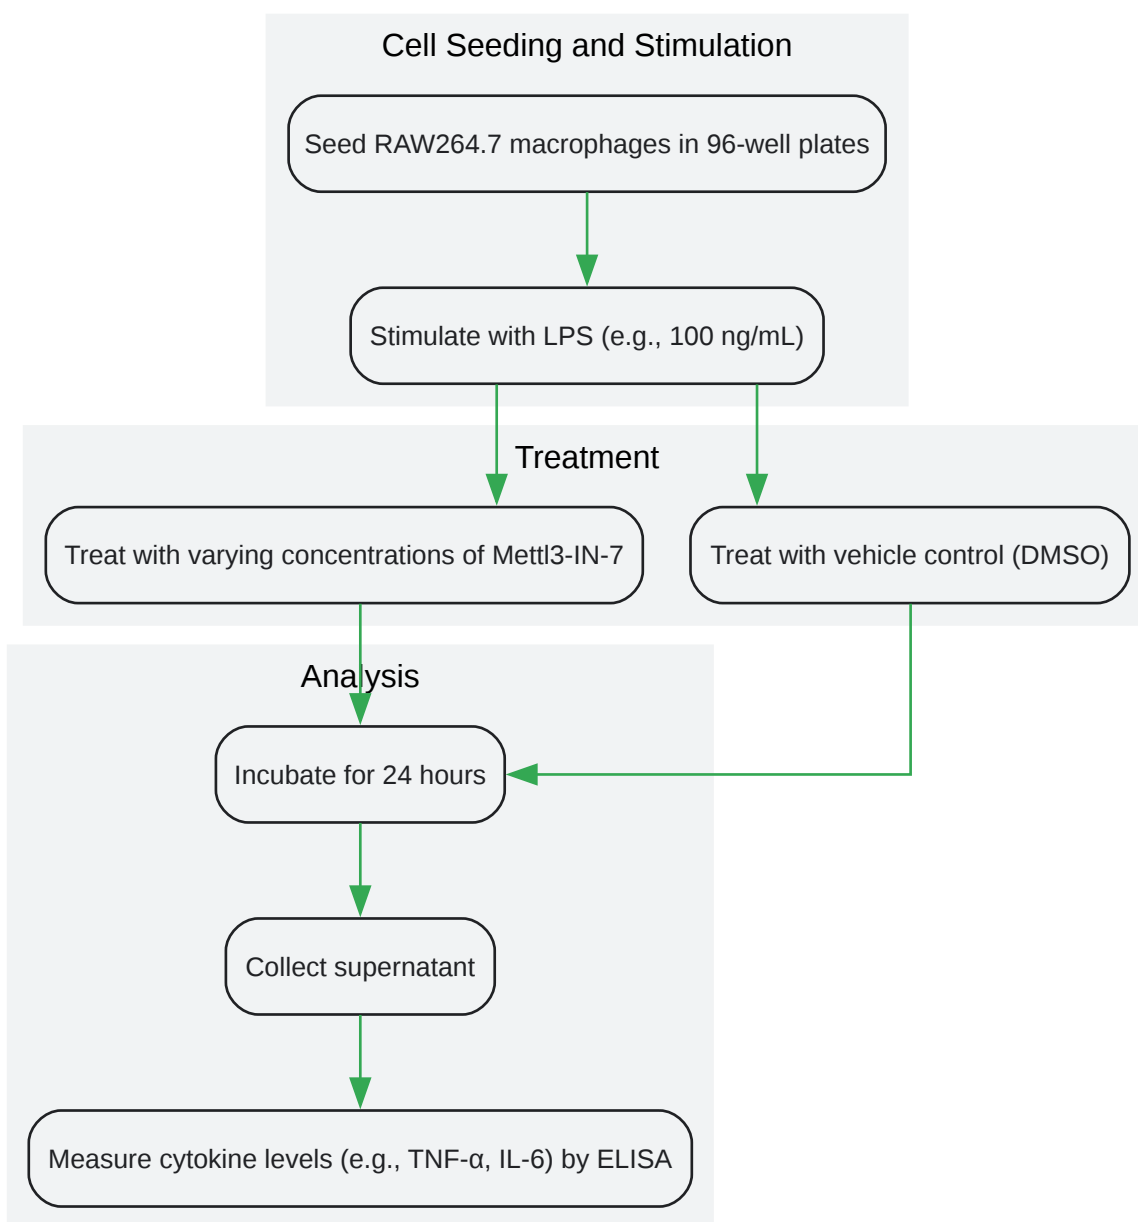 Cell Seeding and Stimulation
Seed RAW264.7 macrophages in 96-well plates
Stimulate with LPS (e.g., 100 ng/mL)
Treatment
Treat with varying concentrations of Mettl3-IN-7
Treat with vehicle control (DMSO)
Analysis
Incubate for 24 hours
Collect supernatant
Measure cytokine levels (e.g., TNF-α, IL-6) by ELISA